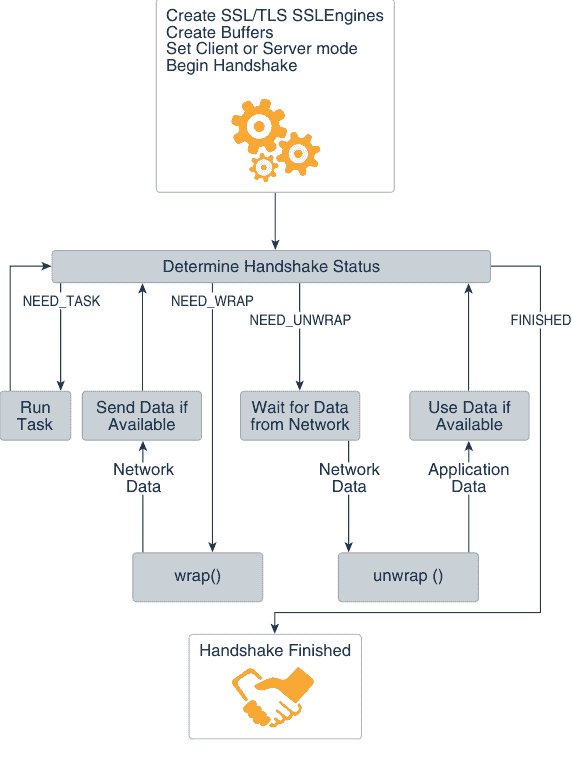 Create SSL/TLS SSLEngines
Create Buffers
Set Client or Server mode
Begin Handshake
Determine Handshake Status
NEED_TASK
NEED_WRAP
NEED_UNWRAP
FINISHED
Run
Task
Send Data if
Available
Wait for Data
from Network
Use Data if
Available
Network
Data
Network
Data
Application
Data
wrap()
unwrap ()
Handshake Finished